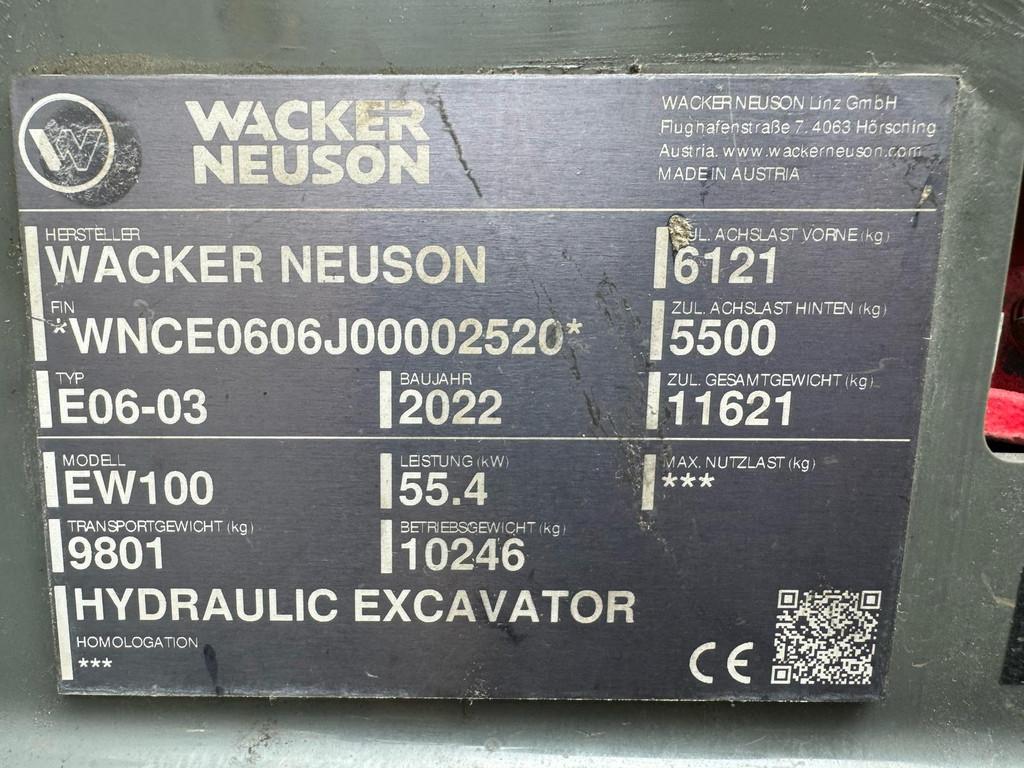 W
WACKER
NEUSON
WACKER NEUSON Linz GmbH
Flughafenstraße 7, 4063 Hörsching
Austria. www.wackerneuson.com
MADE IN AUSTRIA
HERSTELLER
WACKER NEUSON
FIN
*WNCE0606J00002520*
TYP
E06-03
BAUJAHR
2022
ZUL. ACHSLAST VORNE (kg)
6121
ZUL. ACHSLAST HINTEN (kg)
5500
ZUL. GESAMTGEWICHT (kg)
11621
MODELL
EW100
LEISTUNG (kW)
55.4
MAX. NUTZLAST (kg)
***
TRANSPORTGEWICHT (kg)
9801
BETRIEBSGEWICHT (kg)
10246
HYDRAULIC EXCAVATOR
HOMOLOGATION
***
CE